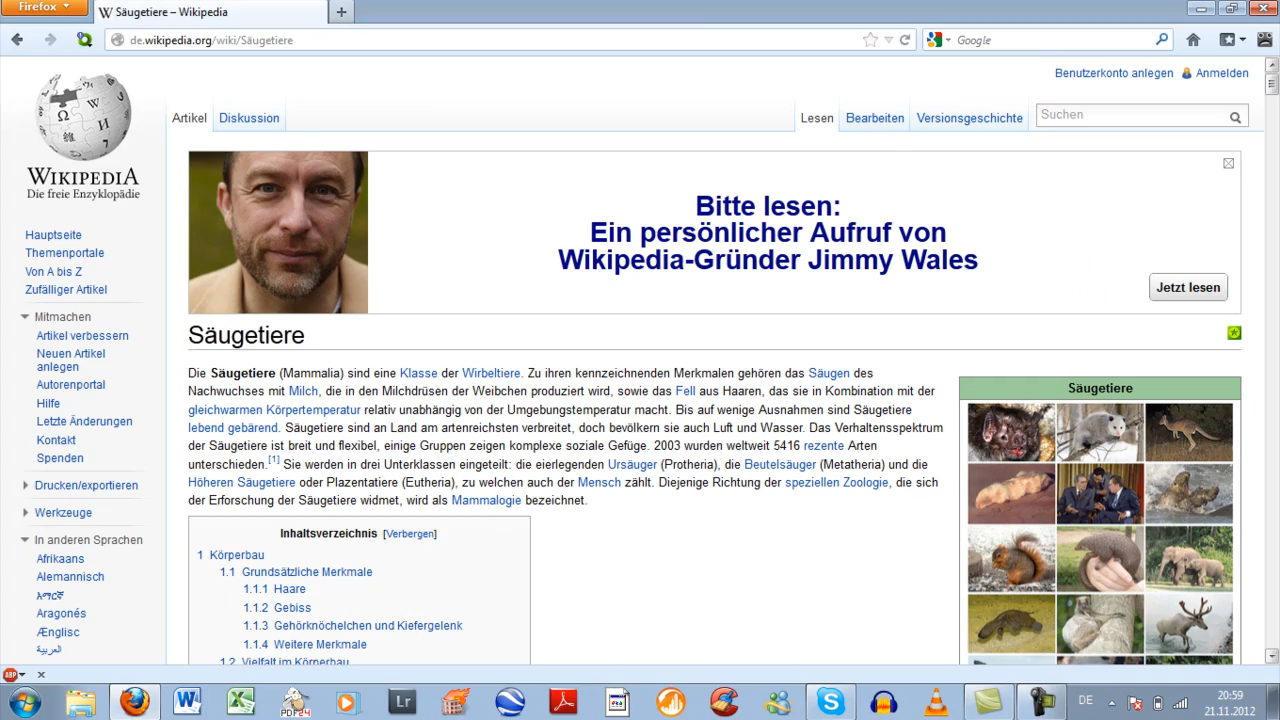 Firefox
Säugetiere – Wikipedia
de.wikipedia.org/wiki/Säugetiere
Google
Benutzerkonto anlegen
Anmelden
Artikel
Diskussion
Lesen
Bearbeiten
Versionsgeschichte
Suchen
WIKIPEDIA
Die freie Enzyklopädie
Hauptseite
Themenportale
Von A bis Z
Zufälliger Artikel
Mitmachen
Artikel verbessern
Neuen Artikel
anlegen
Autorenportal
Hilfe
Letzte Änderungen
Kontakt
Spenden
Drucken/exportieren
Werkzeuge
In anderen Sprachen
Afrikaans
Alemannisch
አማርኛ
Aragonés
Ænglisc
العربية
Bitte lesen:
Ein persönlicher Aufruf von
Wikipedia-Gründer Jimmy Wales
Jetzt lesen
Säugetiere
Die Säugetiere (Mammalia) sind eine Klasse der Wirbeltiere. Zu ihren kennzeichnenden Merkmalen gehören das Säugen des
Nachwuchses mit Milch, die in den Milchdrüsen der Weibchen produziert wird, sowie das Fell aus Haaren, das sie in Kombination mit der
gleichwarmen Körpertemperatur relativ unabhängig von der Umgebungstemperatur macht. Bis auf wenige Ausnahmen sind Säugetiere
lebend gebärend. Säugetiere sind an Land am artenreichsten verbreitet, doch bevölkern sie auch Luft und Wasser. Das Verhaltensspektrum
der Säugetiere ist breit und flexibel, einige Gruppen zeigen komplexe soziale Gefüge. 2003 wurden weltweit 5416 rezente Arten
unterschieden.[1] Sie werden in drei Unterklassen eingeteilt: die eierlegenden Ursäuger (Protheria), die Beutelsäuger (Metatheria) und die
Höheren Säugetiere oder Plazentatiere (Eutheria), zu welchen auch der Mensch zählt. Diejenige Richtung der speziellen Zoologie, die sich
der Erforschung der Säugetiere widmet, wird als Mammalogie bezeichnet.
Säugetiere
Inhaltsverzeichnis [Verbergen]
1 Körperbau
1.1 Grundsätzliche Merkmale
1.1.1 Haare
1.1.2 Gebiss
1.1.3 Gehörknöchelchen und Kiefergelenk
1.1.4 Weitere Merkmale
1.2 Vielfalt im Körperbau
ABP
PDF24
Lr
DE
20:59
21.11.2012